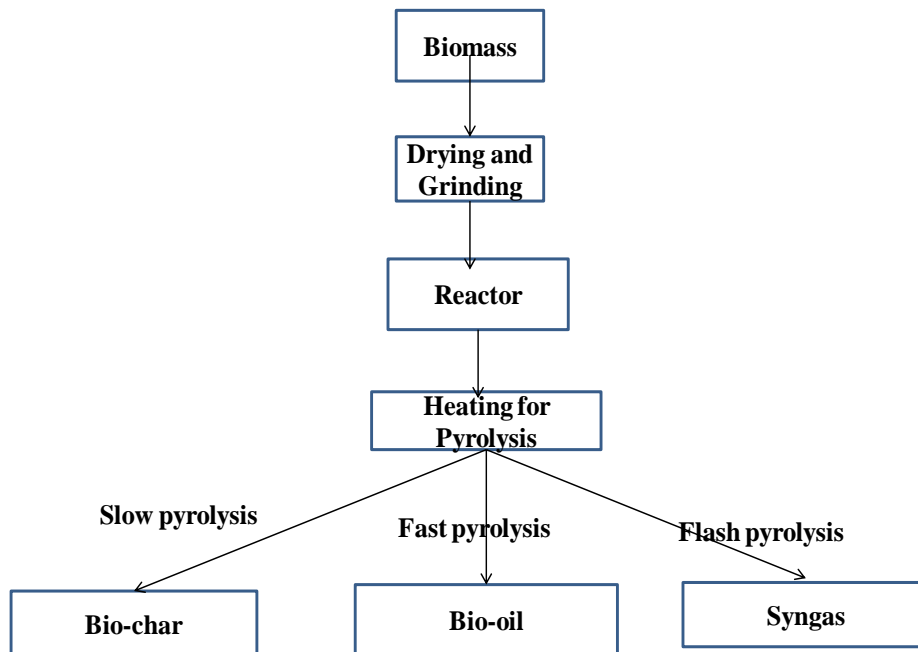 Biomass
Drying and
Grinding
Reactor
Heating for
Pyrolysis
Slow pyrolysis
Fast pyrolysis
Flash pyrolysis
Bio-char
Bio-oil
Syngas